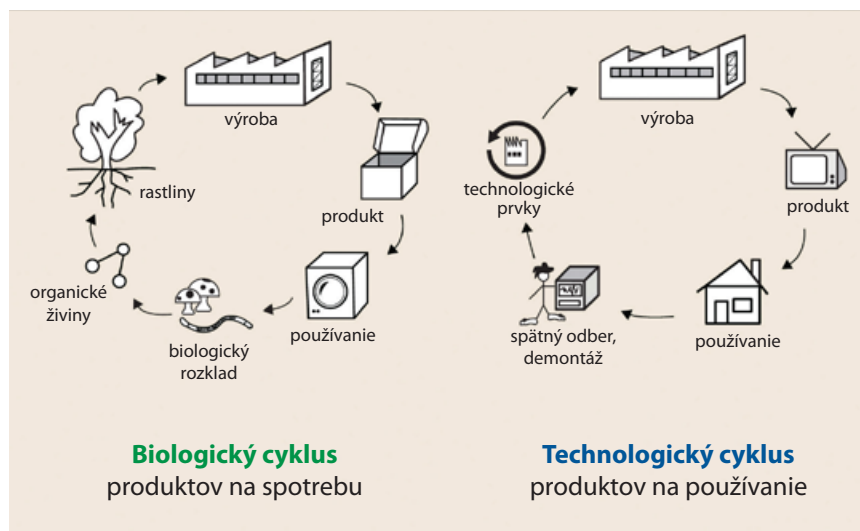 výroba
produkt
používanie
biologický
rozklad
organické
živiny
rastliny
Biologický cyklus
produktov na spotrebu
výroba
produkt
používanie
spätný odber,
demontáž
technologické
prvky
Technologický cyklus
produktov na používanie